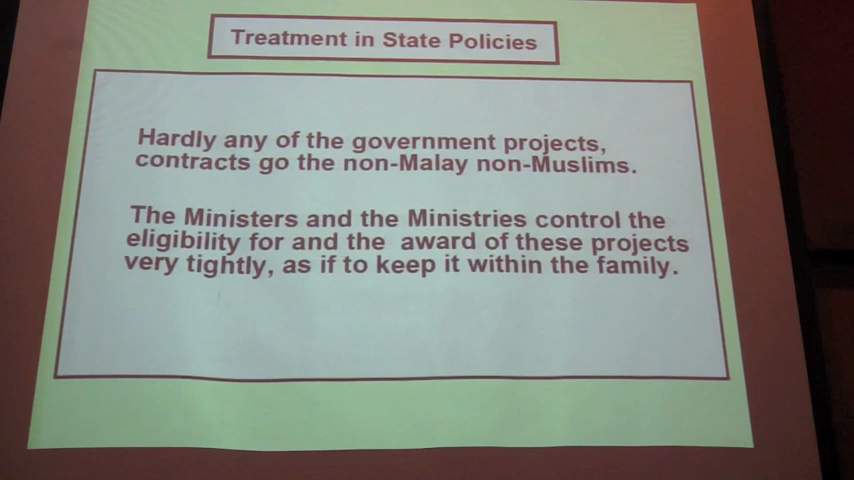 Treatment in State Policies
Hardly any of the government projects,
contracts go the non-Malay non-Muslims.
The Ministers and the Ministries control the
eligibility for and the award of these projects
very tightly, as if to keep it within the family.